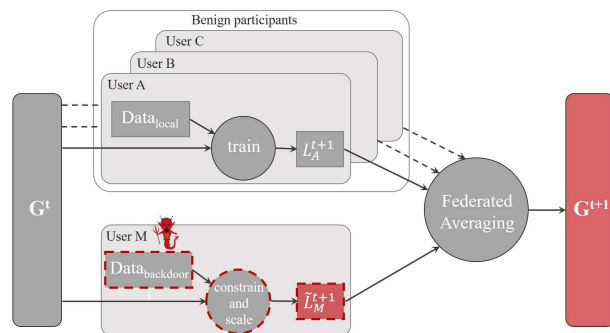 Benign participants
User C
User B
User A
Data_local
train
L_A^{t+1}
G^t
Federated
Averaging
G^{t+1}
User M
Data_backdoor
constrain
and
scale
L̃_M^{t+1}